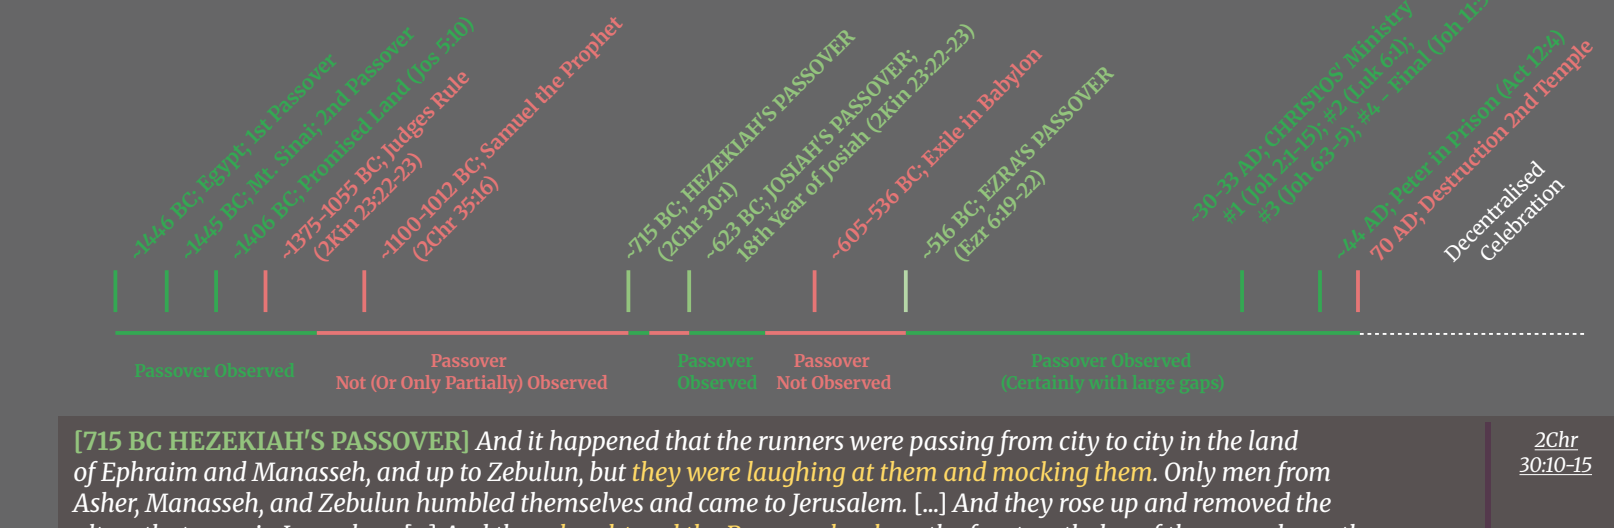 ~1446 BC; Egypt; 1st Passover
~1445 BC; Mt. Sinai; 2nd Passover
~1406 BC; Promised Land (Jos 5:10)
~1375-1055 BC; Judges Rule
(2Kin 23:22-23)
~1100-1012 BC; Samuel the Prophet
(2Chr 35:16)
~715 BC; HEZEKIAH'S PASSOVER
(2Chr 30:1)
~623 BC; JOSIAH'S PASSOVER;
18th Year of Josiah (2Kin 23:22-23)
~605-536 BC; Exile in Babylon
~516 BC; EZRA'S PASSOVER
(Ezr 6:19-22)
~30-33 AD; CHRISTOS' Ministry
#1 (Joh 2:1-15); #2 (Luk 6:1);
#3 (Joh 6:3-5); #4 - Final (Joh
~44 AD; Peter in Prison (Act 12:4)
70 AD; Destruction 2nd Temple
Decentralised
Celebration
Passover Observed
Passover
Not (Or Only Partially) Observed
Passover
Observed
Passover
Not Observed
Passover Observed
(Certainly with large gaps)
[715 BC HEZEKIAH'S PASSOVER] And it happened that the runners were passing from city to city in the land
of Ephraim and Manasseh, and up to Zebulun, but they were laughing at them and mocking them. Only men from
Asher, Manasseh, and Zebulun humbled themselves and came to Jerusalem. [...] And they rose up and removed the
2Chr
30:10-15